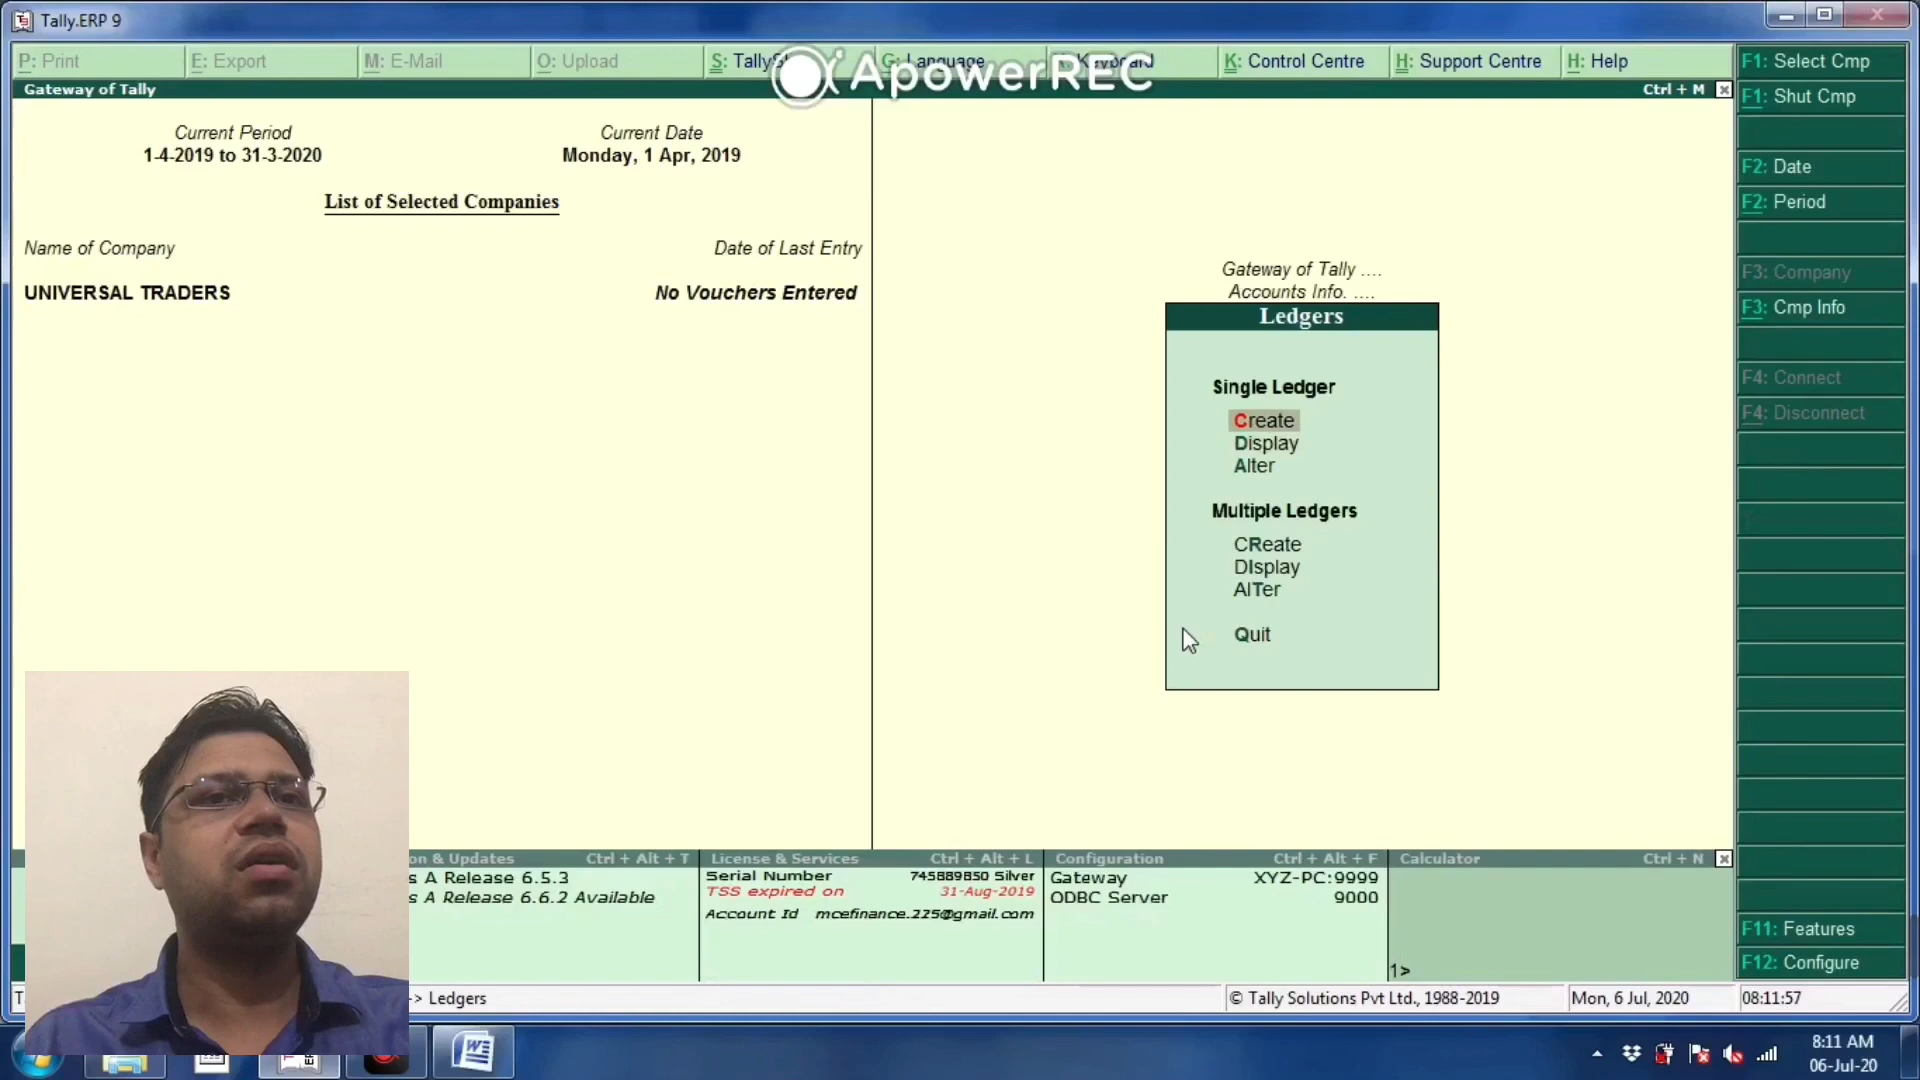 Tally.ERP 9
P: Print
E: Export
M: E-Mail
O: Upload
S: TallyS
G: Language
Keyboard
K: Control Centre
H: Support Centre
H: Help
ApowerREC
Gateway of Tally
Ctrl + M
Current Period
Current Date
1-4-2019 to 31-3-2020
Monday, 1 Apr, 2019
List of Selected Companies
Name of Company
Date of Last Entry
UNIVERSAL TRADERS
No Vouchers Entered
Gateway of Tally ....
Accounts Info. ....
Ledgers
Single Ledger
Create
Display
Alter
Multiple Ledgers
CReate
DIsplay
AlTer
Quit
F1: Select Cmp
F1: Shut Cmp
F2: Date
F2: Period
F3: Company
F3: Cmp Info
F4: Connect
F4: Disconnect
F11: Features
F12: Configure
on & Updates
Ctrl + Alt + T
s A Release 6.5.3
s A Release 6.6.2 Available
License & Services
Ctrl + Alt + L
Serial Number
745889850 Silver
TSS expired on
31-Aug-2019
Account Id
mcefinance.225@gmail.com
Configuration
Ctrl + Alt + F
Gateway
XYZ-PC:9999
ODBC Server
9000
Calculator
Ctrl + N
1>
T
-> Ledgers
© Tally Solutions Pvt Ltd., 1988-2019
Mon, 6 Jul, 2020
08:11:57
8:11 AM
06-Jul-20